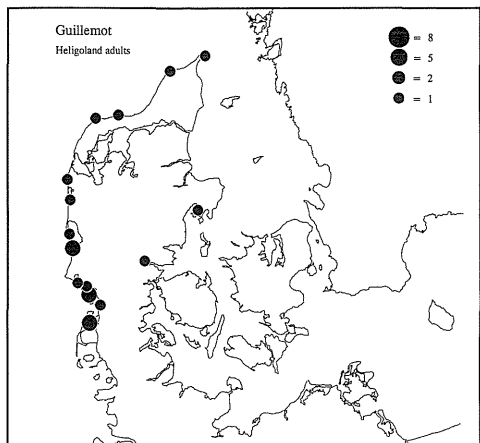 Guillemot
Heligoland adults
= 8
= 5
= 2
= 1